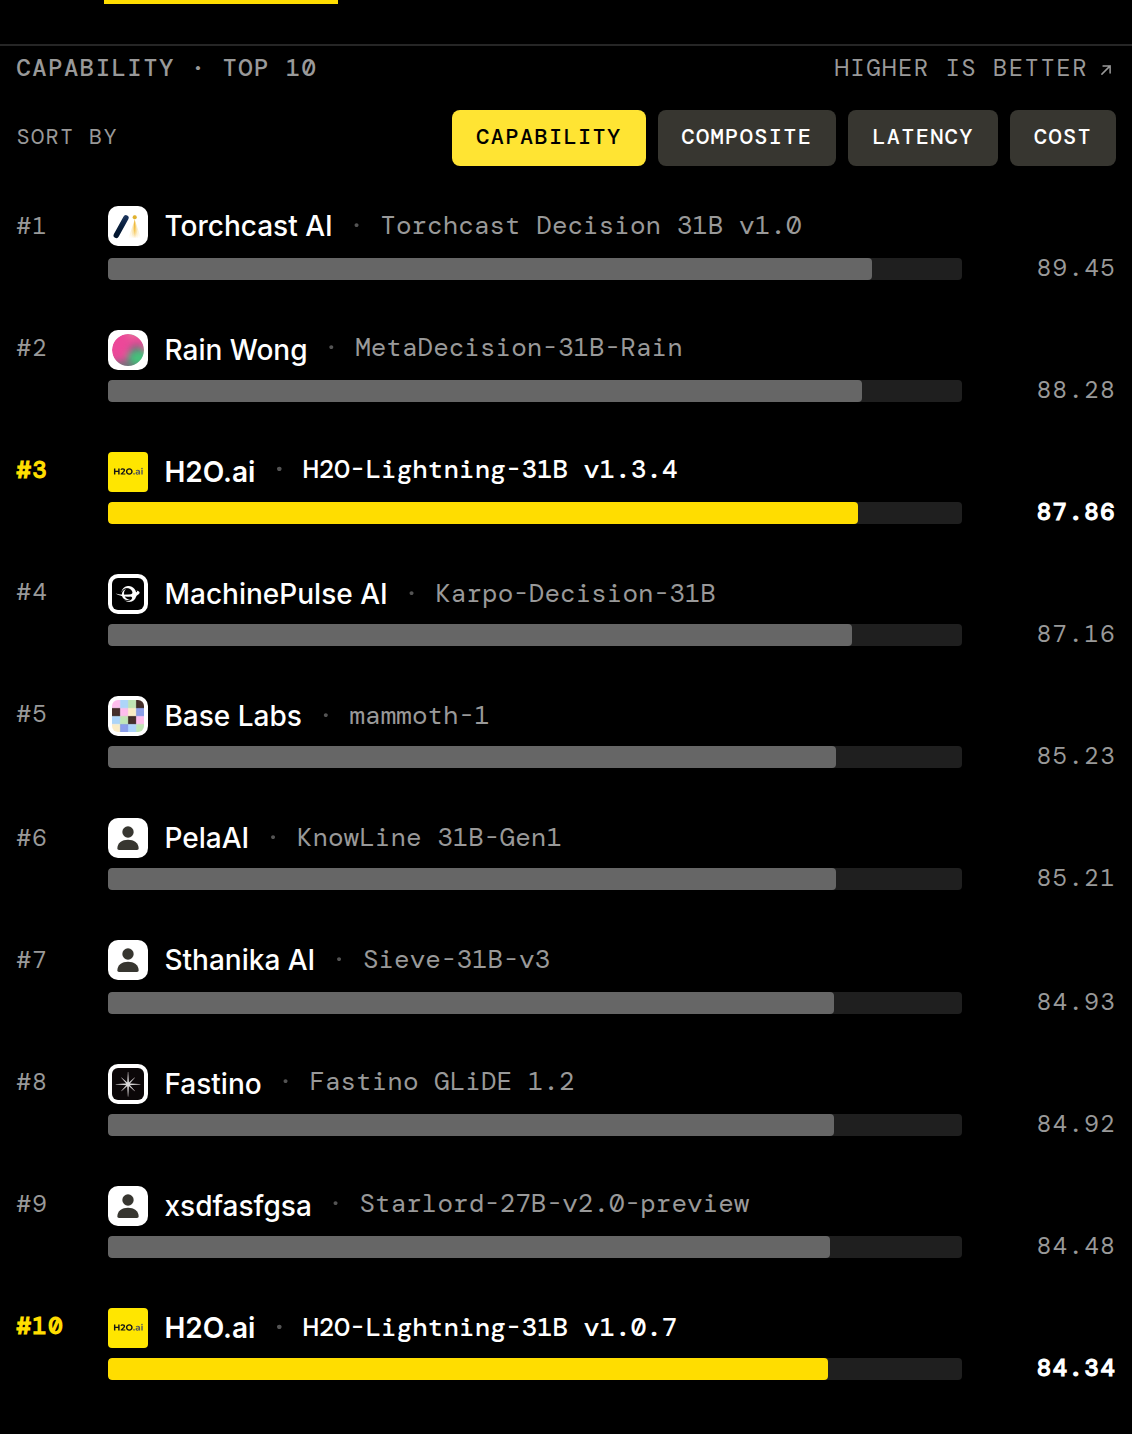 CAPABILITY · TOP 10
HIGHER IS BETTER ↗
SORT BY
CAPABILITY
COMPOSITE
LATENCY
COST
#1
Torchcast AI · Torchcast Decision 31B v1.0
89.45
#2
Rain Wong · MetaDecision-31B-Rain
88.28
#3
H2O.ai
H2O.ai · H2O-Lightning-31B v1.3.4
87.86
#4
MachinePulse AI · Karpo-Decision-31B
87.16
#5
Base Labs · mammoth-1
85.23
#6
PelaAI · KnowLine 31B-Gen1
85.21
#7
Sthanika AI · Sieve-31B-v3
84.93
#8
Fastino · Fastino GLiDE 1.2
84.92
#9
xsdfasfgsa · Starlord-27B-v2.0-preview
84.48
#10
H2O.ai
H2O.ai · H2O-Lightning-31B v1.0.7
84.34